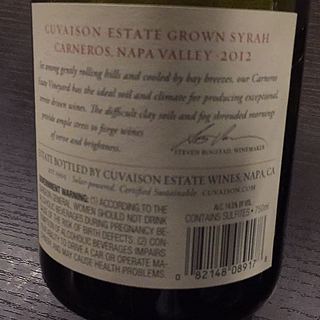 CUVAISON ESTATE GROWN SYRAH
CARNEROS, NAPA VALLEY · 2012
Set among gently rolling hills and cooled by bay breezes, our Carneros
Estate Vineyard has the ideal soil and climate for producing exceptional,
terroir driven wines. The difficult clay soils and fog shrouded mornings
provide ample stress to forge wines
of verve and brightness.
STEVEN ROGSTAD, WINEMAKER
ESTATE BOTTLED BY CUVAISON ESTATE WINES, NAPA, CA
Solar-powered. Certified Sustainable. CUVAISON.COM
GOVERNMENT WARNING: (1) ACCORDING TO THE
SURGEON GENERAL, WOMEN SHOULD NOT DRINK
ALCOHOLIC BEVERAGES DURING PREGNANCY BE-
CAUSE OF THE RISK OF BIRTH DEFECTS. (2) CON-
SUMPTION OF ALCOHOLIC BEVERAGES IMPAIRS
YOUR ABILITY TO DRIVE A CAR OR OPERATE MA-
CHINERY, AND MAY CAUSE HEALTH PROBLEMS.
BY VOL
CONTAINS SULFITES · 750ml
0 82148 08917 8